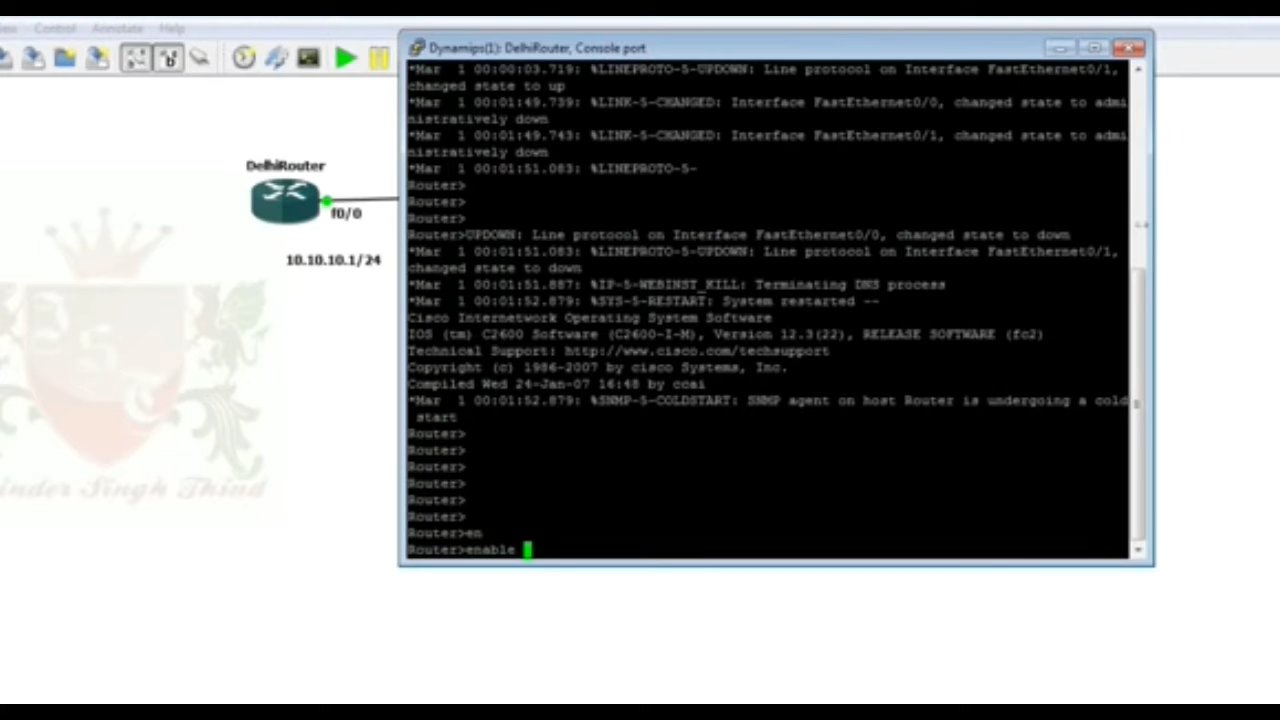 View Control Annotate Help
Dynamips(1): DelhiRouter, Console port
*Mar 1 00:00:03.719: %LINEPROTO-5-UPDOWN: Line protocol on Interface FastEthernet0/1,
changed state to up
*Mar 1 00:01:49.739: %LINK-5-CHANGED: Interface FastEthernet0/0, changed state to admi
nistratively down
*Mar 1 00:01:49.743: %LINK-5-CHANGED: Interface FastEthernet0/1, changed state to admi
nistratively down
*Mar 1 00:01:51.083: %LINEPROTO-5-
Router>
Router>
Router>
Router>UPDOWN: Line protocol on Interface FastEthernet0/0, changed state to down
*Mar 1 00:01:51.083: %LINEPROTO-5-UPDOWN: Line protocol on Interface FastEthernet0/1,
changed state to down
*Mar 1 00:01:51.887: %IP-5-WEBINST_KILL: Terminating DNS process
*Mar 1 00:01:52.879: %SYS-5-RESTART: System restarted --
Cisco Internetwork Operating System Software
IOS (tm) C2600 Software (C2600-I-M), Version 12.3(22), RELEASE SOFTWARE (fc2)
Technical Support: http://www.cisco.com/techsupport
Copyright (c) 1986-2007 by cisco Systems, Inc.
Compiled Wed 24-Jan-07 16:48 by ccai
*Mar 1 00:01:52.879: %SNMP-5-COLDSTART: SNMP agent on host Router is undergoing a cold
start
Router>
Router>
Router>
Router>
Router>
Router>
Router>en
Router>enable
DelhiRouter
f0/0
10.10.10.1/24
PSC
inder Singh Thind